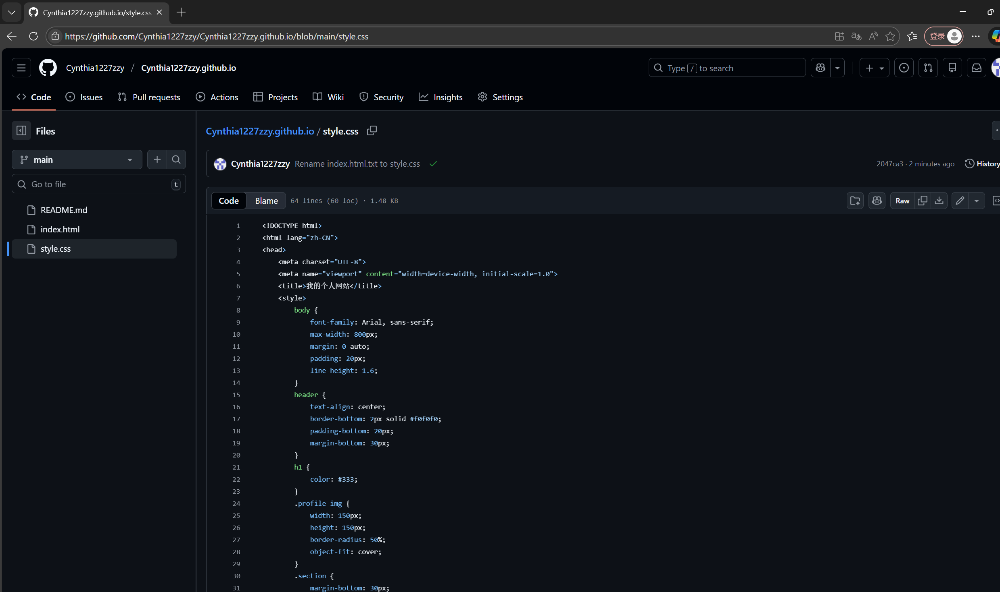 Cynthia1227zzy.github.io/style.css
https://github.com/Cynthia1227zzy/Cynthia1227zzy.github.io/blob/main/style.css
登录
Cynthia1227zzy / Cynthia1227zzy.github.io
Type / to search
Code Issues Pull requests Actions Projects Wiki Security Insights Settings
Files
Cynthia1227zzy.github.io / style.css
main
Cynthia1227zzy Rename index.html.txt to style.css
2047ca3 · 2 minutes ago History
Go to file t
Code Blame 64 lines (60 loc) · 1.48 KB Raw
README.md
index.html
style.css
1 <!DOCTYPE html>
2 <html lang="zh-CN">
3 <head>
4 <meta charset="UTF-8">
5 <meta name="viewport" content="width=device-width, initial-scale=1.0">
6 <title>我的个人网站</title>
7 <style>
8 body {
9 font-family: Arial, sans-serif;
10 max-width: 800px;
11 margin: 0 auto;
12 padding: 20px;
13 line-height: 1.6;
14 }
15 header {
16 text-align: center;
17 border-bottom: 2px solid #f0f0f0;
18 padding-bottom: 20px;
19 margin-bottom: 30px;
20 }
21 h1 {
22 color: #333;
23 }
24 .profile-img {
25 width: 150px;
26 height: 150px;
27 border-radius: 50%;
28 object-fit: cover;
29 }
30 .section {
31 margin-bottom: 30px;